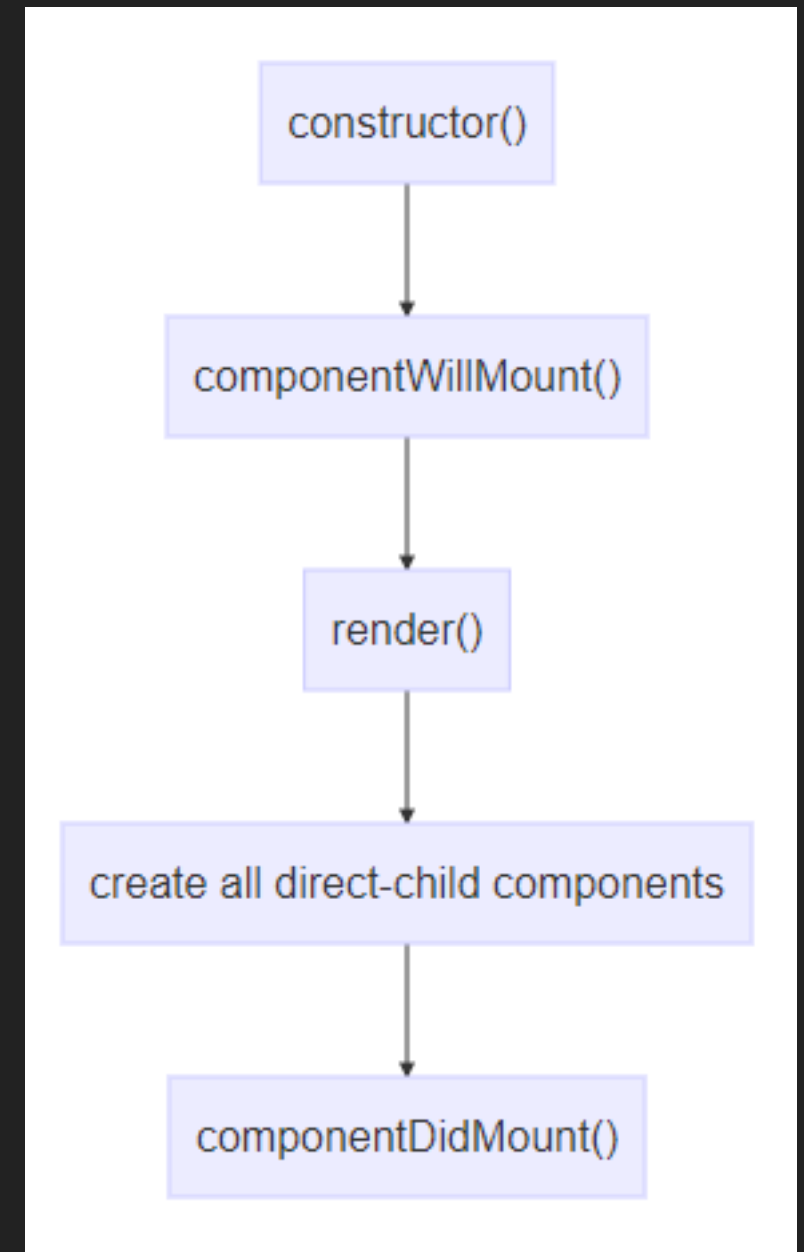 constructor()
componentWillMount()
render()
create all direct-child components
componentDidMount()